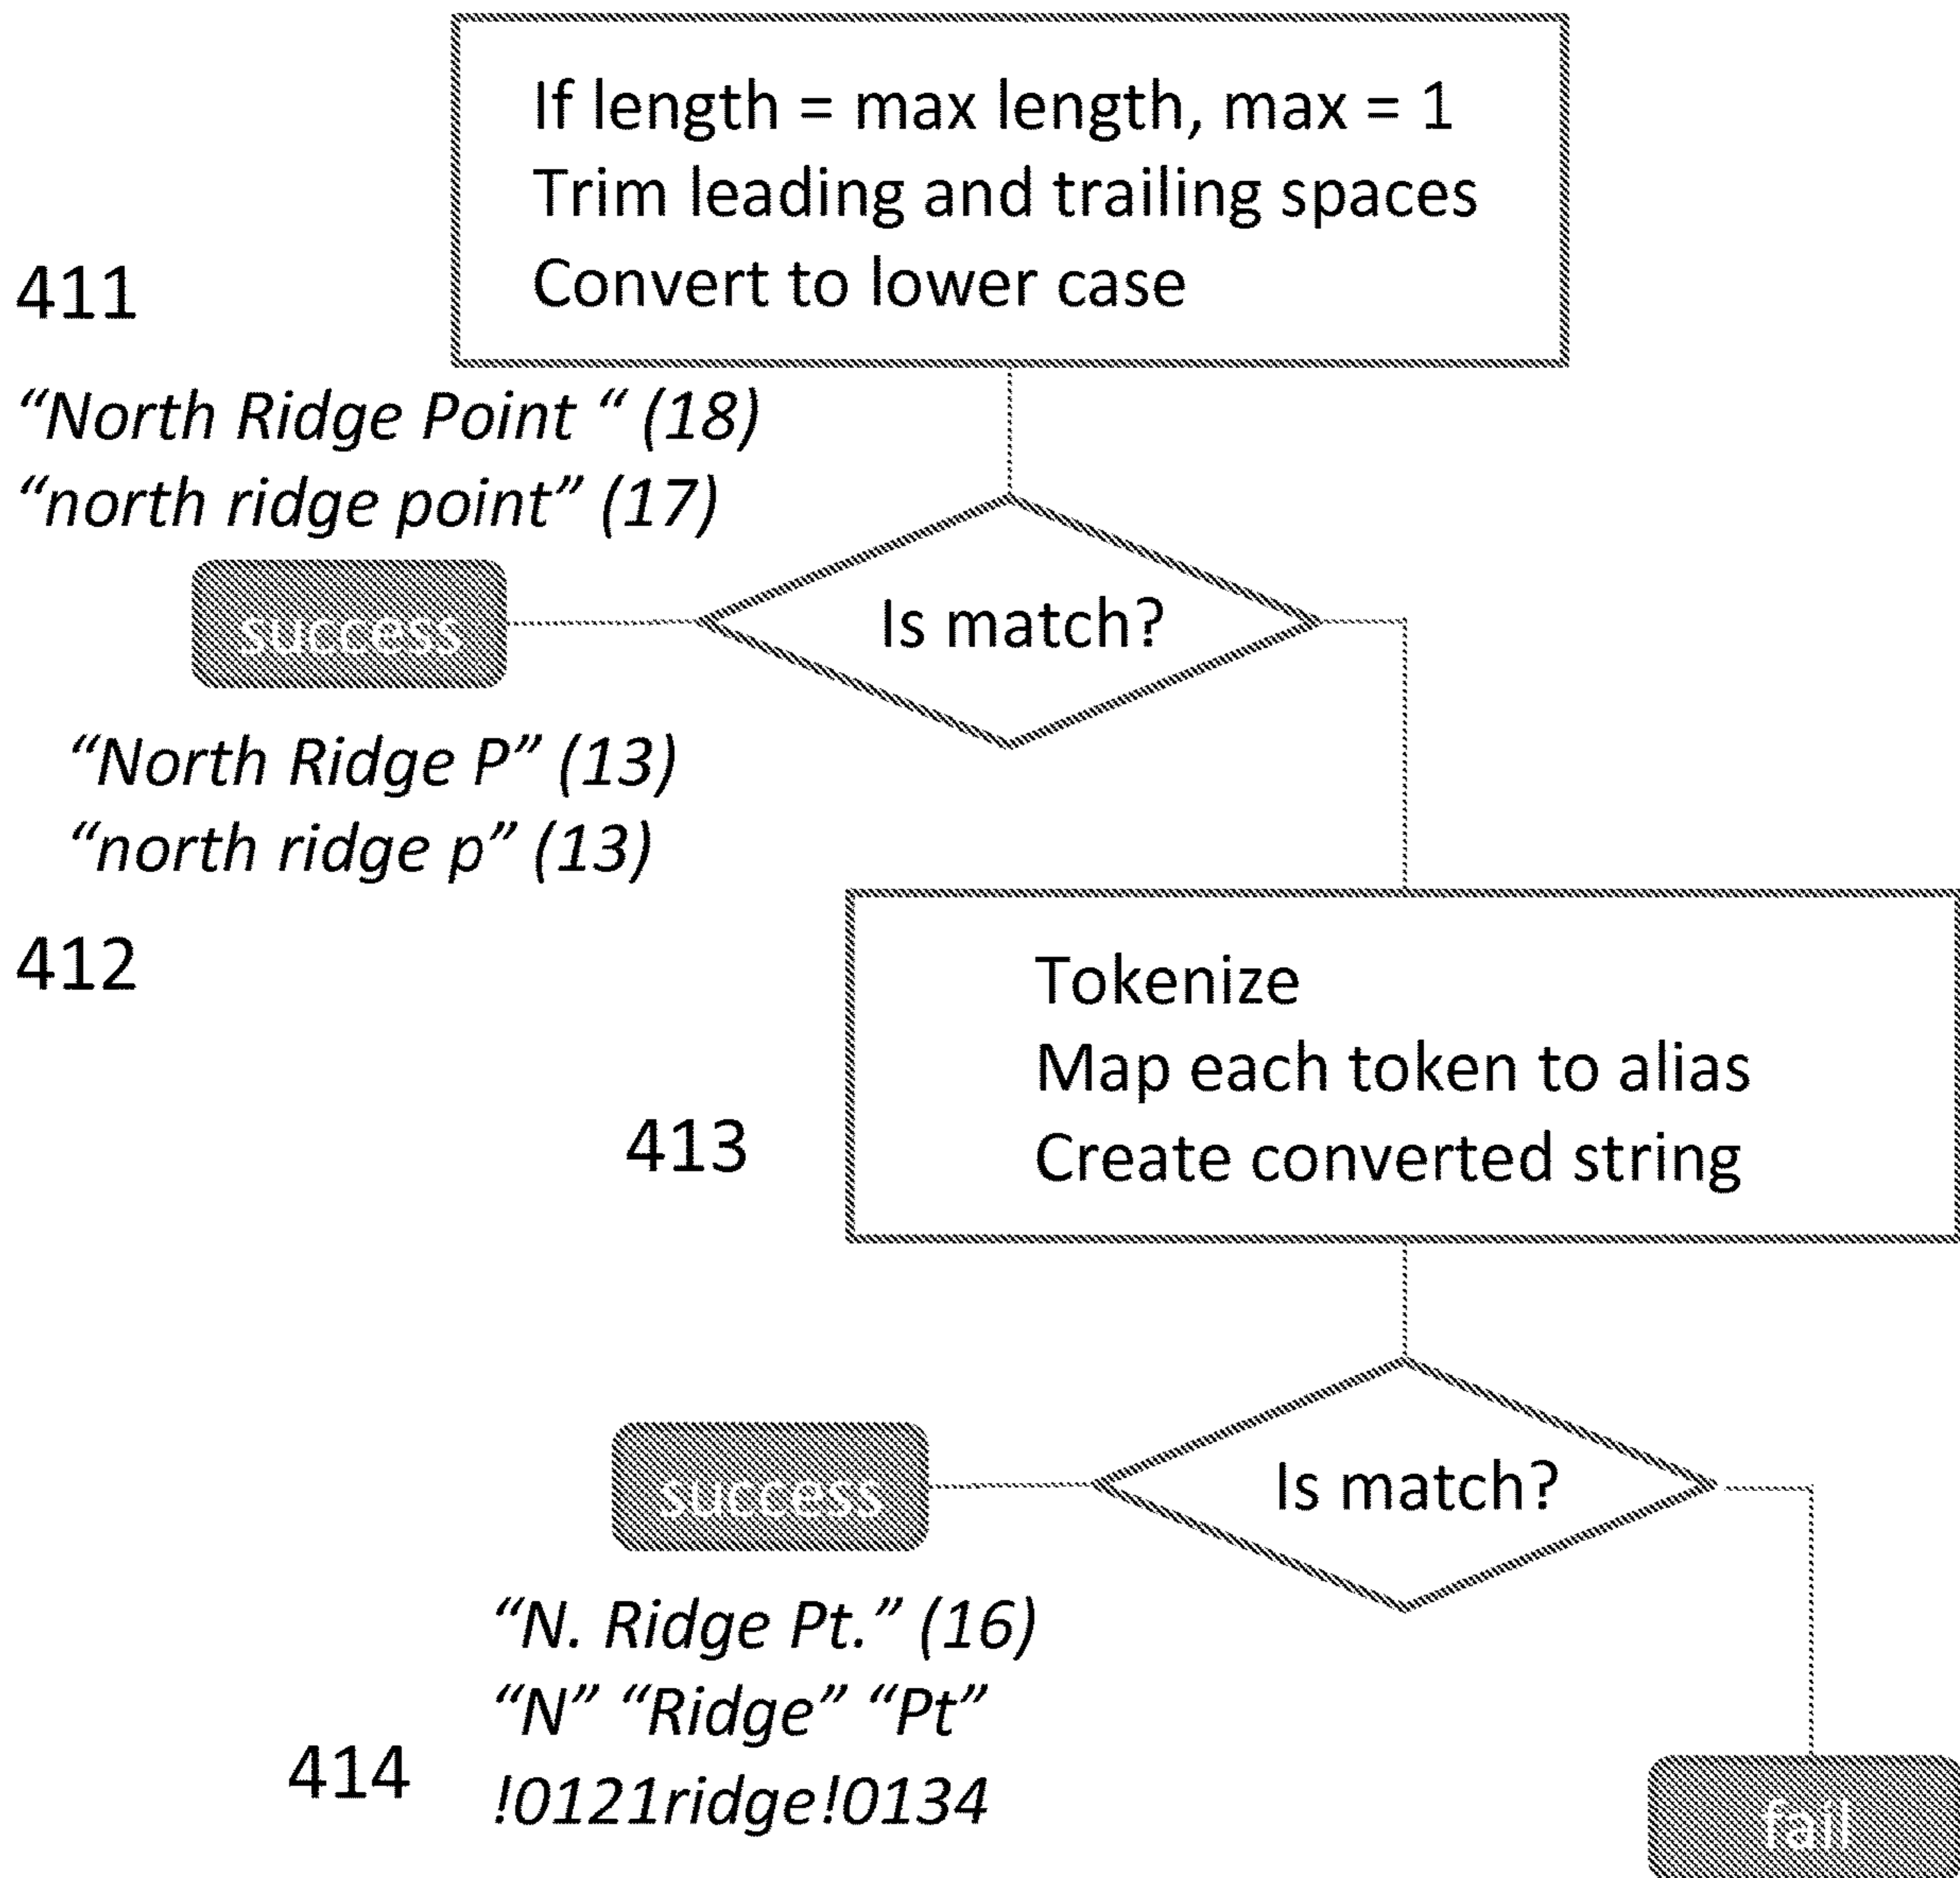 If length = max length, max = 1
Trim leading and trailing spaces
Convert to lower case
411
“North Ridge Point “ (18)
“north ridge point” (17)
success
Is match?
“North Ridge P” (13)
“north ridge p” (13)
412
Tokenize
Map each token to alias
413
Create converted string
success
Is match?
“N. Ridge Pt.” (16)
“N” “Ridge” “Pt”
414
!0121ridge!0134
fail